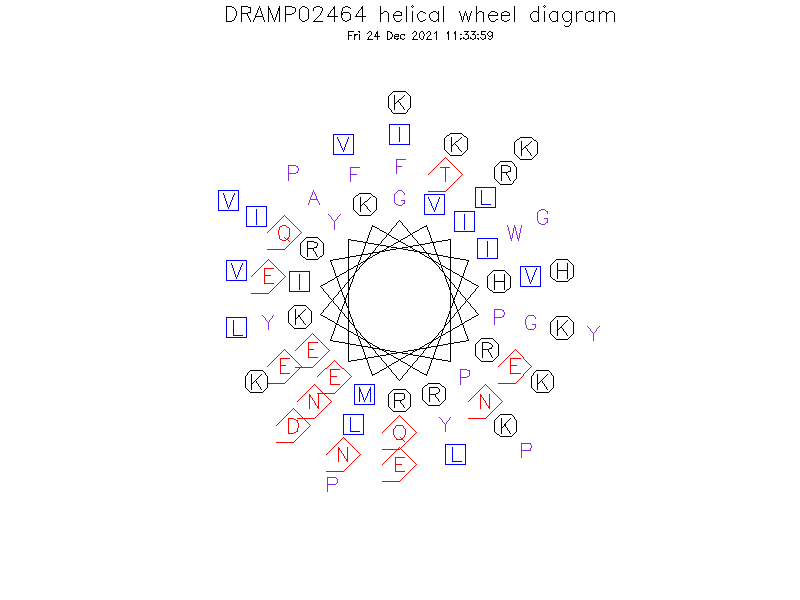 DRAMP02464 helical wheel diagram
Fri 24 Dec 2021 11:33:59
K
I
V K K
P F F T R
V A K G V L
I Y I G
Q W
R I
V E I H V H
L Y K P G K Y
E R
E E
K E P K
N M R R N
D L Q Y K
N E L P
P